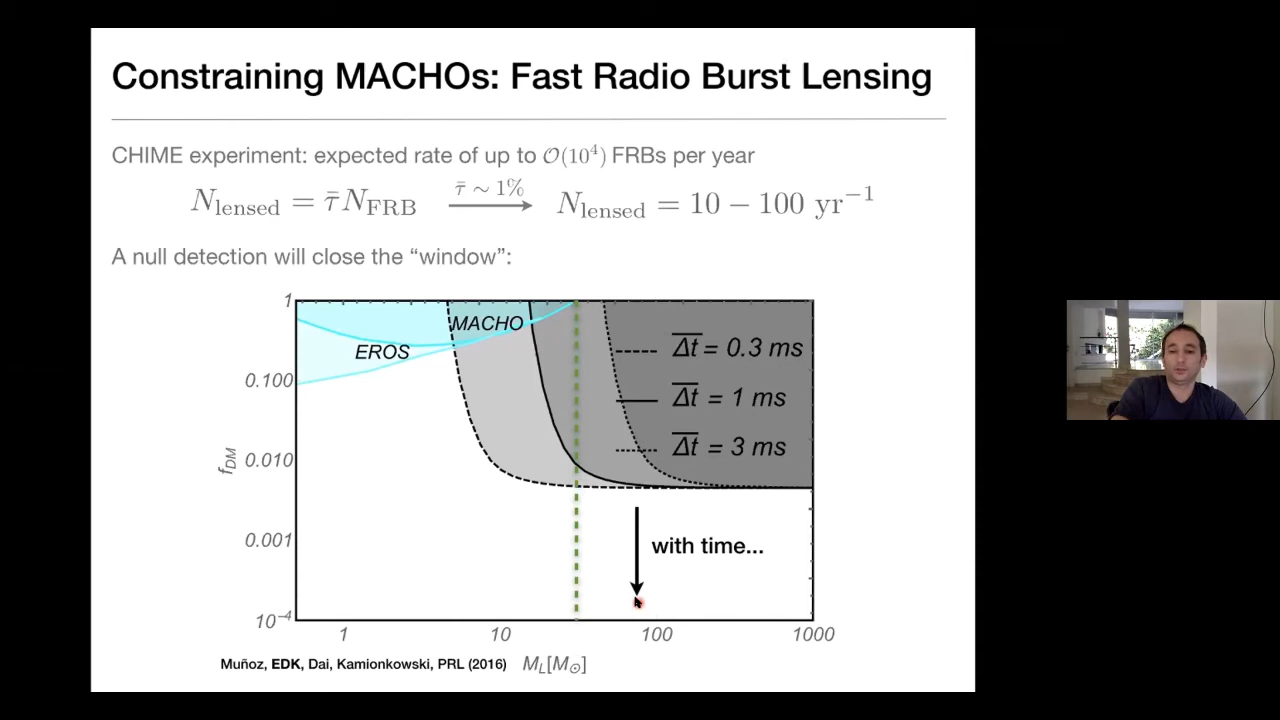 Constraining MACHOs: Fast Radio Burst Lensing
CHIME experiment: expected rate of up to 𝒪(10⁴) FRBs per year
N_lensed = τ̄ N_FRB   τ̄ ∼ 1% →   N_lensed = 10 − 100 yr⁻¹
A null detection will close the “window”:
1
0.100
0.010
0.001
10⁻⁴
f_DM
MACHO
EROS
Δt̅ = 0.3 ms
Δt̅ = 1 ms
Δt̅ = 3 ms
with time...
1 10 100 1000
Muñoz, EDK, Dai, Kamionkowski, PRL (2016) M_L[M_⊙]